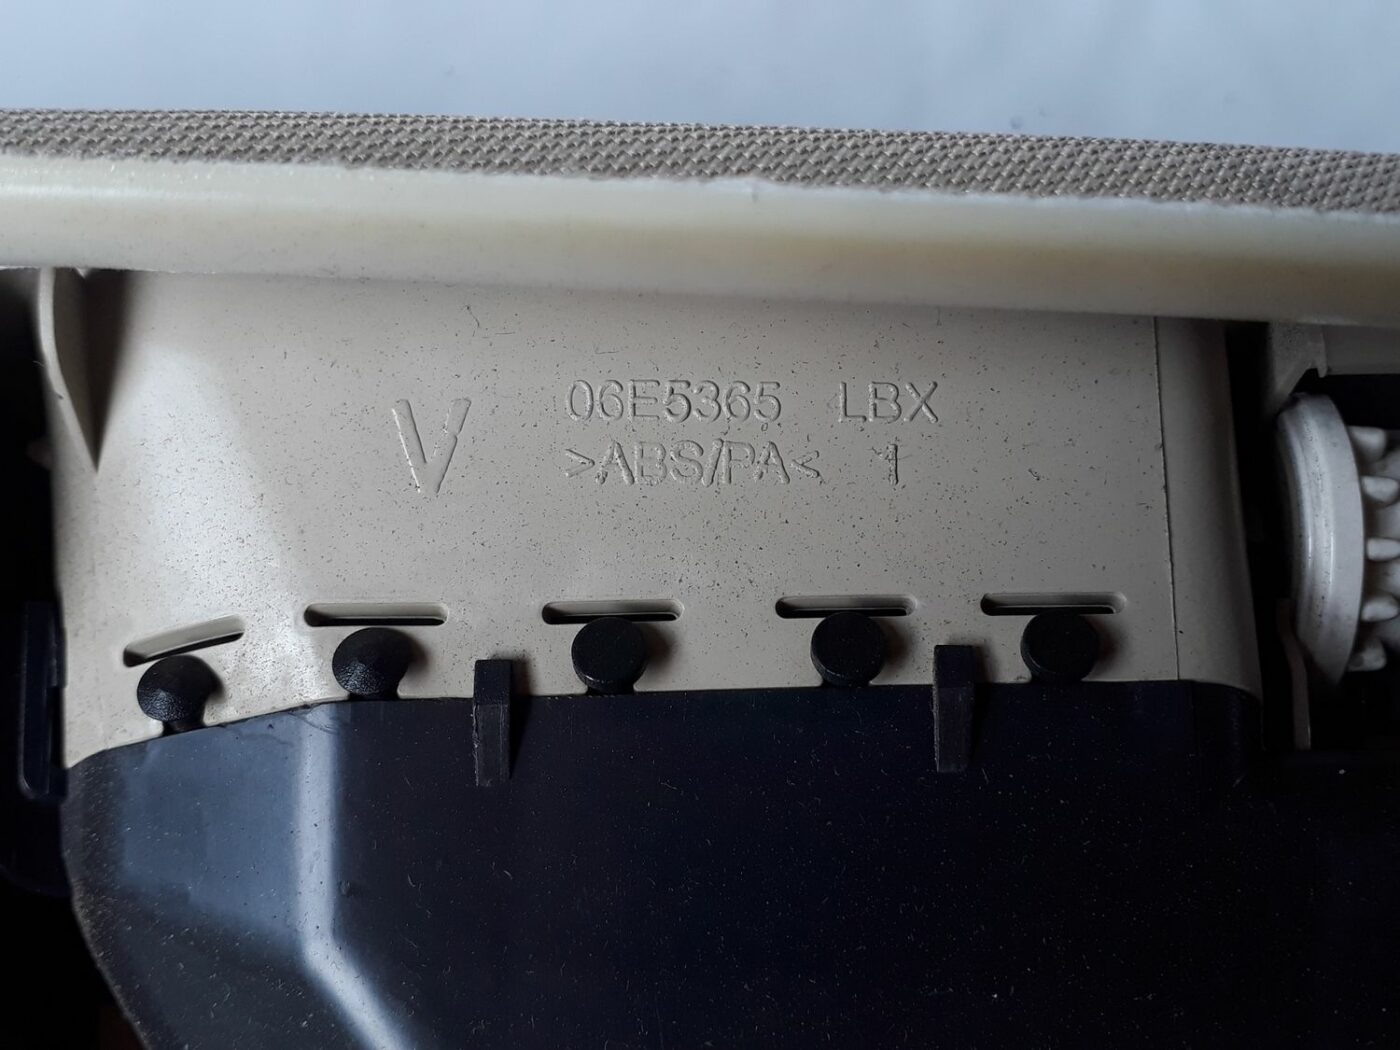 V 06E5365 LBX
>ABS/PA< 1